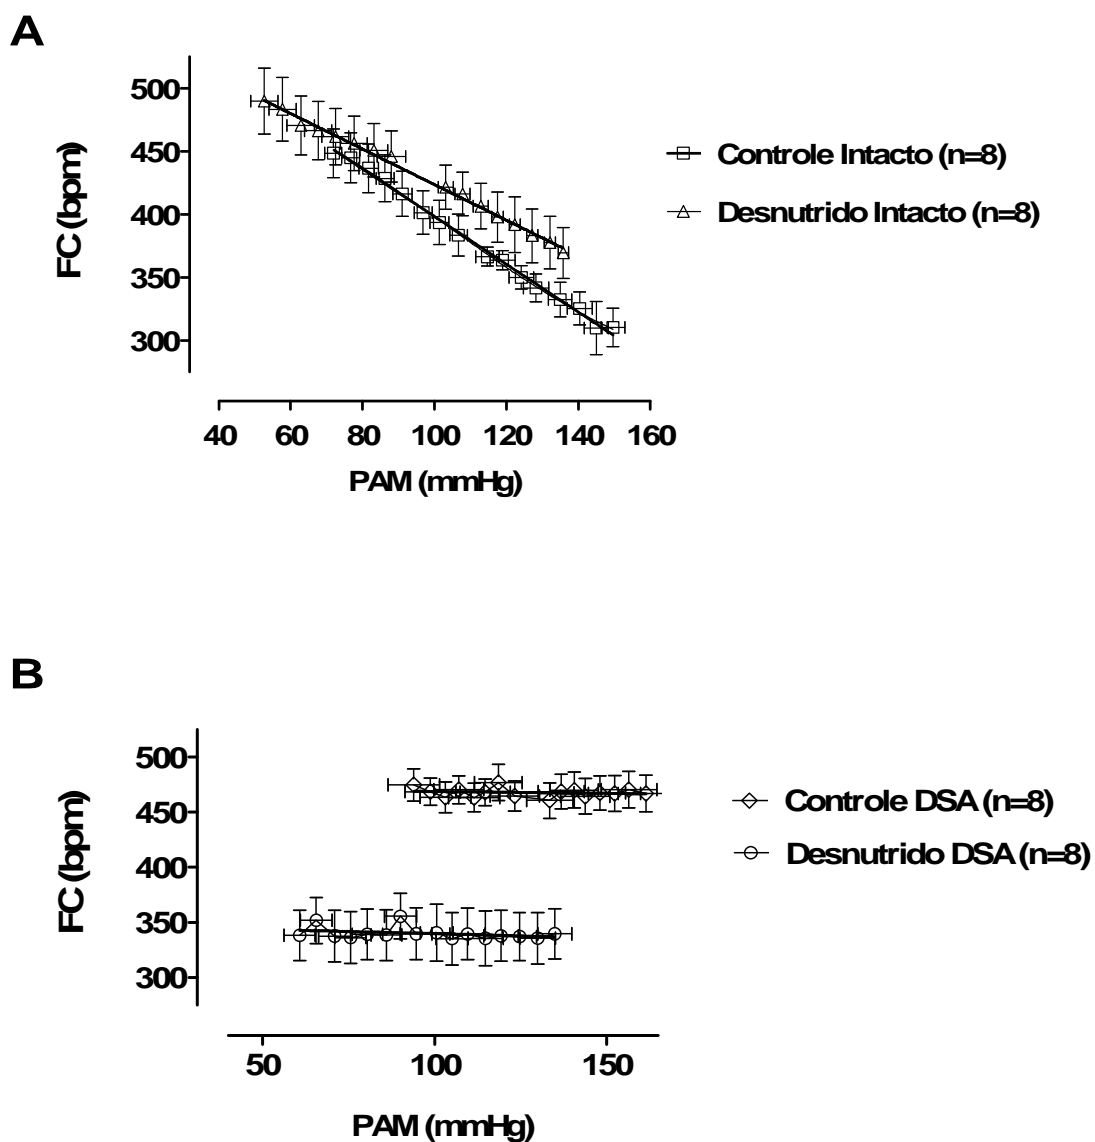 A
500
450
400
350
300
FC (bpm)
Controle Intacto (n=8)
Desnutrido Intacto (n=8)
40 60 80 100 120 140 160
PAM (mmHg)
B
500
450
400
350
300
FC (bpm)
Controle DSA (n=8)
Desnutrido DSA (n=8)
50 100 150
PAM (mmHg)